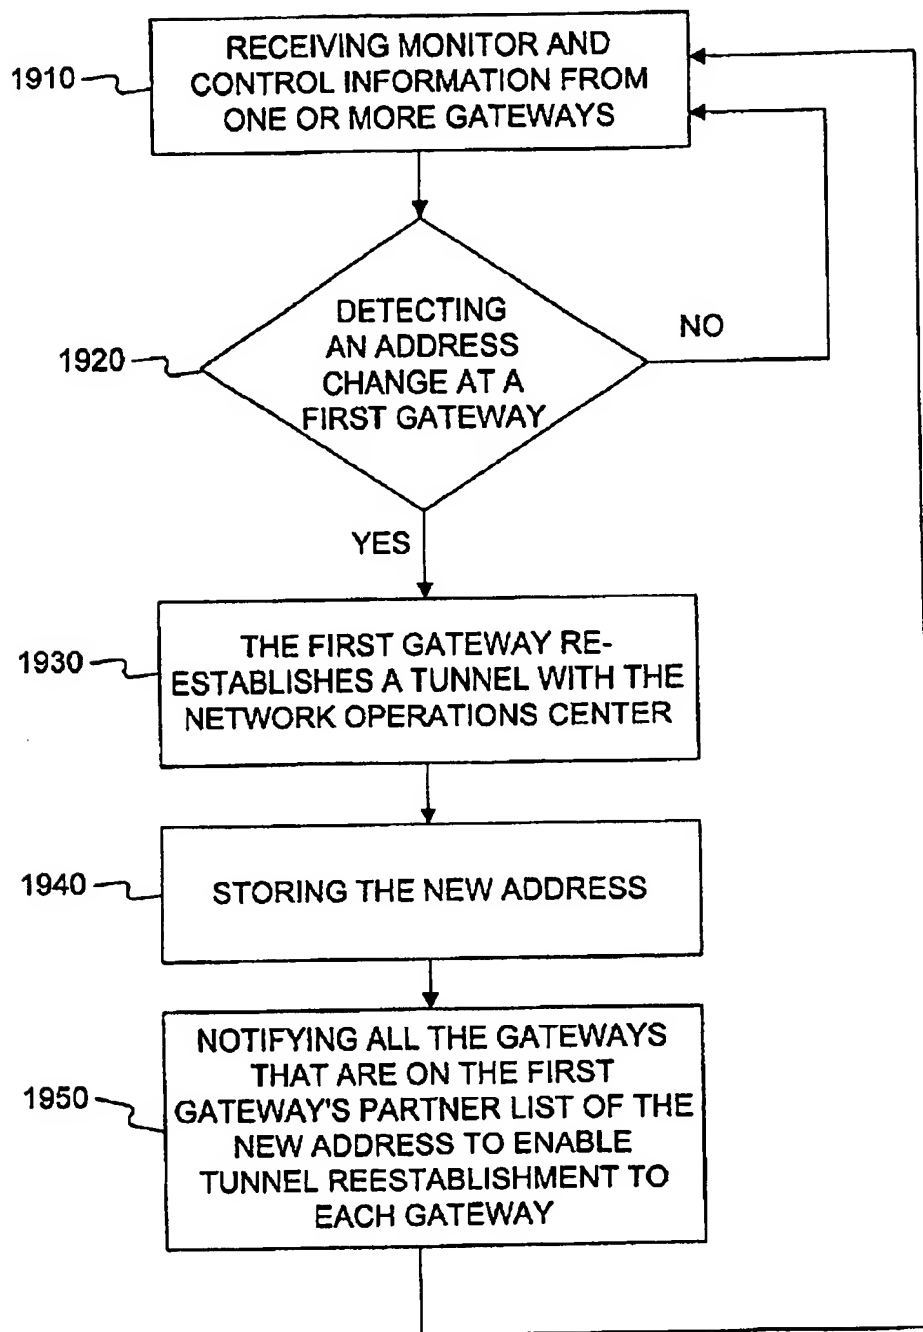 RECEIVING MONITOR AND
1910
CONTROL INFORMATION FROM
ONE OR MORE GATEWAYS
DETECTING
AN ADDRESS
NO
1920
CHANGE AT A
FIRST GATEWAY
YES
THE FIRST GATEWAY RE-
1930
ESTABLISHES A TUNNEL WITH THE
NETWORK OPERATIONS CENTER
1940
STORING THE NEW ADDRESS
NOTIFYING ALL THE GATEWAYS
THAT ARE ON THE FIRST
1950
GATEWAY'S PARTNER LIST OF THE
NEW ADDRESS TO ENABLE
TUNNEL REESTABLISHMENT TO
EACH GATEWAY